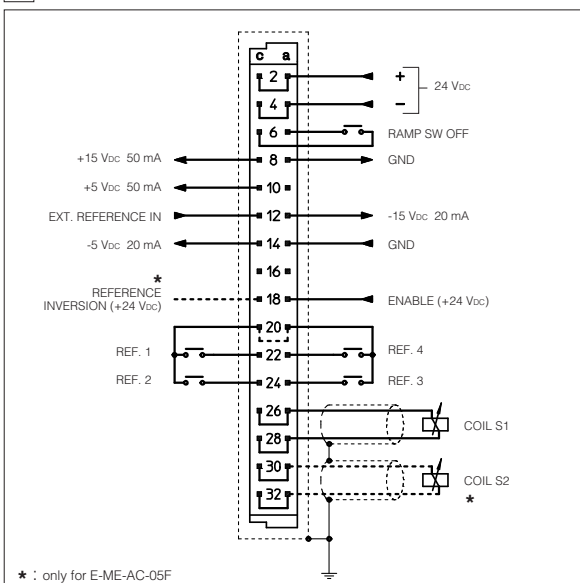 c a
2 + 24 VDC
4 −
6 RAMP SW OFF
+15 VDC 50 mA 8 GND
+5 VDC 50 mA 10
EXT. REFERENCE IN 12 -15 VDC 20 mA
-5 VDC 20 mA 14 GND
16
*
REFERENCE
INVERSION (+24 VDC) 18 ENABLE (+24 VDC)
20
REF. 1 22 REF. 4
REF. 2 24 REF. 3
26
COIL S1
28
30
COIL S2
32 *
* : only for E-ME-AC-05F